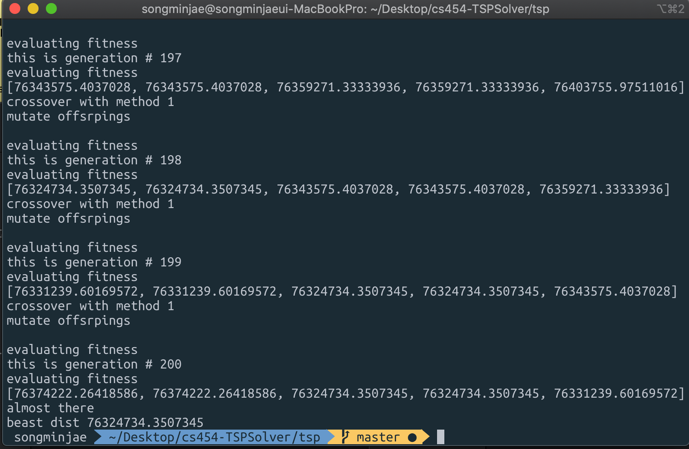 songminjae@songminjaeui-MacBookPro: ~/Desktop/cs454-TSPSolver/tsp ⌥⌘2
evaluating fitness
this is generation # 197
evaluating fitness
[76343575.4037028, 76343575.4037028, 76359271.33333936, 76359271.33333936, 76403755.97511016]
crossover with method 1
mutate offsrpings
evaluating fitness
this is generation # 198
evaluating fitness
[76324734.3507345, 76324734.3507345, 76343575.4037028, 76343575.4037028, 76359271.33333936]
crossover with method 1
mutate offsrpings
evaluating fitness
this is generation # 199
evaluating fitness
[76331239.60169572, 76331239.60169572, 76324734.3507345, 76324734.3507345, 76343575.4037028]
crossover with method 1
mutate offsrpings
evaluating fitness
this is generation # 200
evaluating fitness
[76374222.26418586, 76374222.26418586, 76324734.3507345, 76324734.3507345, 76331239.60169572]
almost there
beast dist 76324734.3507345
songminjae ~/Desktop/cs454-TSPSolver/tsp master ●